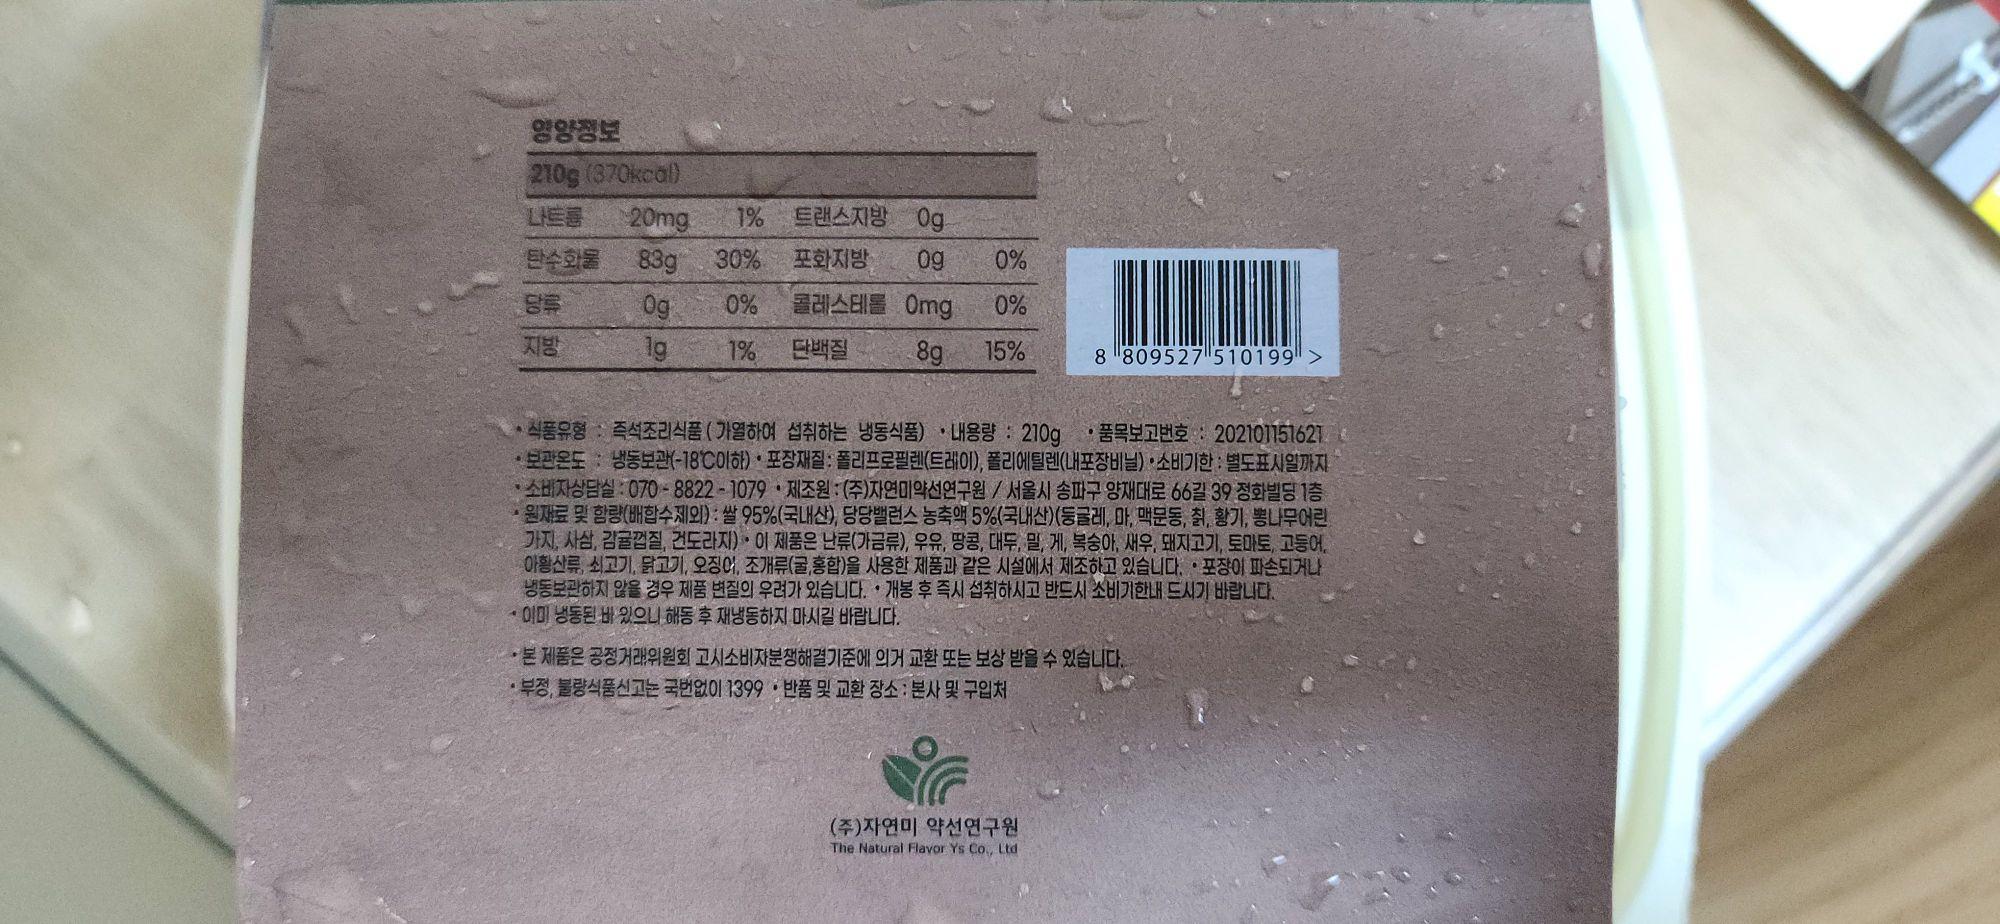 영양정보
210g (370kcal)
나트륨 20mg 1% 트랜스지방 0g
탄수화물 83g 30% 포화지방 0g 0%
당류 0g 0% 콜레스테롤 0mg 0%
지방 1g 1% 단백질 8g 15%
8 809527 510199 >
• 식품유형 : 즉석조리식품 ( 가열하여 섭취하는 냉동식품) • 내용량 : 210g • 품목보고번호 : 202101151621
• 보관온도 : 냉동보관(-18℃이하) • 포장재질: 폴리프로필렌(트레이), 폴리에틸렌(내포장비닐) • 소비기한 : 별도표시일까지
• 소비자상담실 : 070 - 8822 - 1079 • 제조원 : (주)자연미약선연구원 / 서울시 송파구 양재대로 66길 39 정화빌딩 1층
• 원재료 및 함량(배합수제외) : 쌀 95%(국내산), 당당밸런스 농축액 5%(국내산)(둥굴레, 마, 맥문동, 칡, 황기, 뽕나무어린
가지, 사삼, 감귤껍질, 건도라지) • 이 제품은 난류(가금류), 우유, 땅콩, 대두, 밀, 게, 복숭아, 새우, 돼지고기, 토마토, 고등어,
아황산류, 쇠고기, 닭고기, 오징어, 조개류(굴,홍합)을 사용한 제품과 같은 시설에서 제조하고 있습니다. • 포장이 파손되거나
냉동보관하지 않을 경우 제품 변질의 우려가 있습니다. • 개봉 후 즉시 섭취하시고 반드시 소비기한내 드시기 바랍니다.
• 이미 냉동된 바 있으니 해동 후 재냉동하지 마시길 바랍니다.
• 본 제품은 공정거래위원회 고시소비자분쟁해결기준에 의거 교환 또는 보상 받을 수 있습니다.
• 부정, 불량식품신고는 국번없이 1399 • 반품 및 교환 장소 : 본사 및 구입처
(주)자연미 약선연구원
The Natural Flavor Ys Co., Ltd